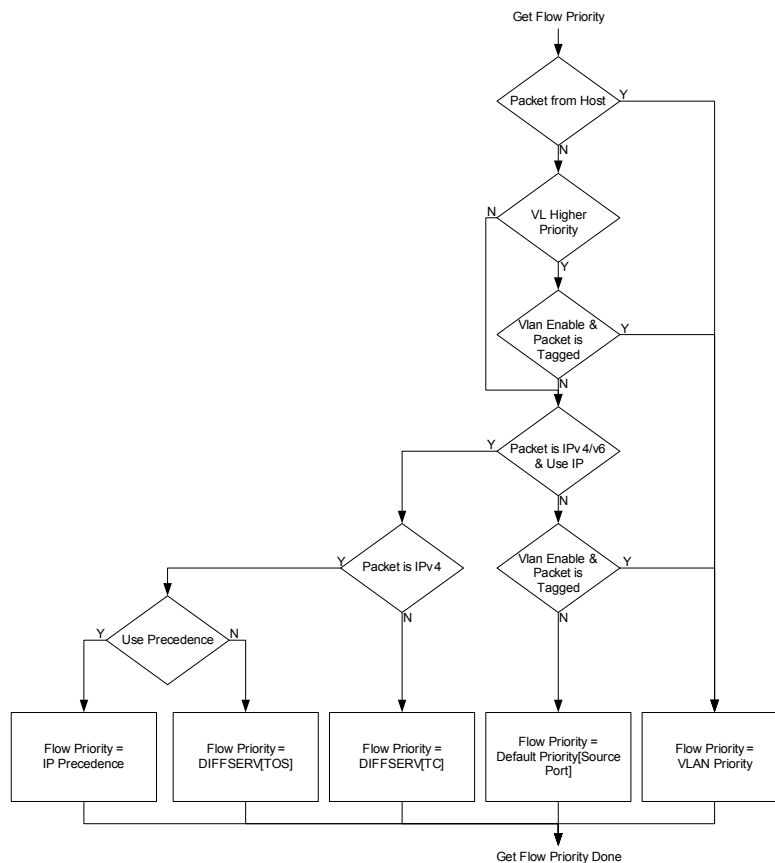 Get Flow Priority
Packet from Host
Y
N
N
VL Higher
Priority
Y
Vlan Enable &
Packet is
Tagged
Y
N
Y
Packet is IPv4/v6
& Use IP
N
Y
Packet is IPv4
N
Vlan Enable &
Packet is
Tagged
Y
N
Y
Use Precedence
N
Flow Priority =
IP Precedence
Flow Priority =
DIFFSERV[TOS]
Flow Priority =
DIFFSERV[TC]
Flow Priority =
Default Priority[Source
Port]
Flow Priority =
VLAN Priority
Get Flow Priority Done